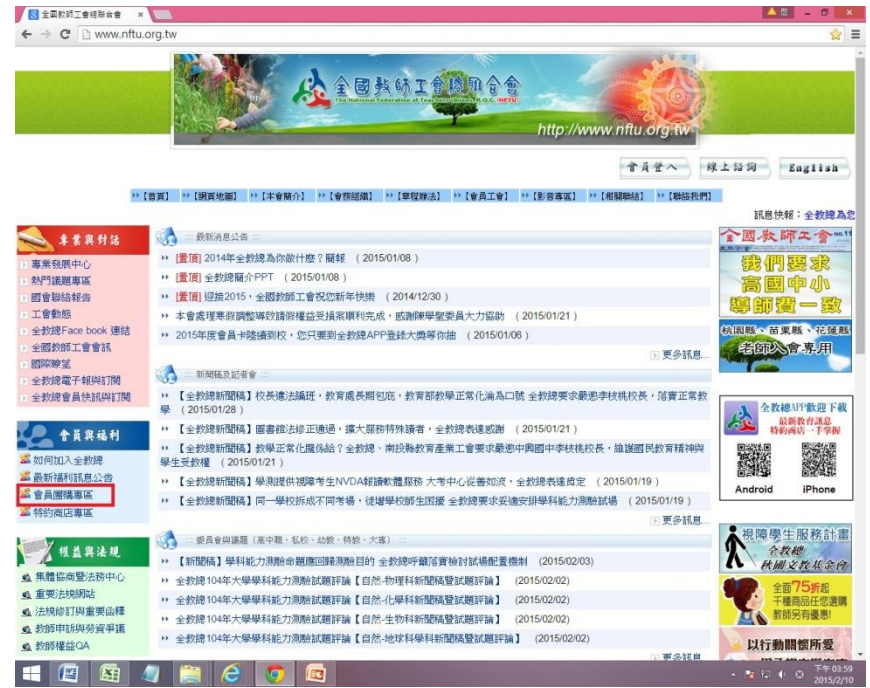 全國教師工會總聯合會
www.nftu.org.tw
全國教師工會總聯合會
The National Federation of Teachers Unions, R.O.C. (NFTU)
http://www.nftu.org.tw
會員登入
線上諮詢
English
【首頁】 【網頁地圖】 【本會簡介】 【會務組織】 【章程辦法】 【會員工會】 【影音專區】 【相關聯結】 【聯絡我們】
訊息快報：全教總為您
專業與對話
專業發展中心
熱門議題專區
國會聯絡報告
工會動態
全教總Face book 連結
全國教師工會會訊
國際瞭望
全教總電子報與訂閱
全教總會員快訊與訂閱
會員與福利
如何加入全教總
最新福利訊息公告
會員團購專區
特約商店專區
權益與法規
集體協商暨法務中心
重要法規網站
法規修訂與重要函釋
教師申訴與勞資爭議
教師權益QA
::: 最新消息公告 :::
[置頂] 2014年全教總為你做什麼？簡報 （2015/01/08）
[置頂] 全教總簡介PPT （2015/01/08）
[置頂] 迎接2015，全國教師工會祝您新年快樂 （2014/12/30）
本會處理寒假調整導致請假權益受損案順利完成，感謝陳學聖委員大力協助 （2015/01/21）
2015年度會員卡陸續到校，您只要到全教總APP登錄大獎等你抽 （2015/01/06）
更多訊息...
::: 新聞稿及記者會 :::
【全教總新聞稿】校長違法編班，教育處長期包庇，教育部教學正常化淪為口號 全教總要求嚴懲李枝桃校長，落實正常教
學 （2015/01/28）
【全教總新聞稿】圖書館法修正通過，擴大服務特殊讀者，全教總表達感謝 （2015/01/21）
【全教總新聞稿】教學正常化攏係給？全教總、南投縣教育產業工會要求嚴懲中興國中李枝桃校長，維護國民教育精神與
學生受教權 （2015/01/21）
【全教總新聞稿】學測提供視障考生NVDA報讀軟體服務 大考中心從善如流，全教總表達肯定 （2015/01/19）
【全教總新聞稿】同一學校拆成不同考場，徒增學校師生困擾 全教總要求妥適安排學科能力測驗試場 （2015/01/19）
更多訊息...
::: 委員會與議題（高中職、私校、幼教、特教、大專） :::
【新聞稿】學科能力測驗命題應回歸測驗目的 全教總呼籲落實檢討試場配置機制 (2015/02/03)
全教總104年大學學科能力測驗試題評論【自然-物理科新聞稿暨試題評論】 (2015/02/02)
全教總104年大學學科能力測驗試題評論【自然-化學科新聞稿暨試題評論】 (2015/02/02)
全教總104年大學學科能力測驗試題評論【自然-生物科新聞稿暨試題評論】 (2015/02/02)
全教總104年大學學科能力測驗試題評論【自然-地球科學科新聞稿暨試題評論】 (2015/02/02)
更多訊息
全國教師工會 no.11
我們要求
高國中小
導師費一致
桃園縣、苗栗縣、花蓮縣
老師入會專用
全教總APP歡迎下載
最新教育訊息
特約商店一手掌握
Android iPhone
視障學生服務計畫
全教總
秋圃文教基金會
全面75折起
千種商品任您選購
教師另有優惠!
以行動關懷所愛
下午 03:59
2015/2/10